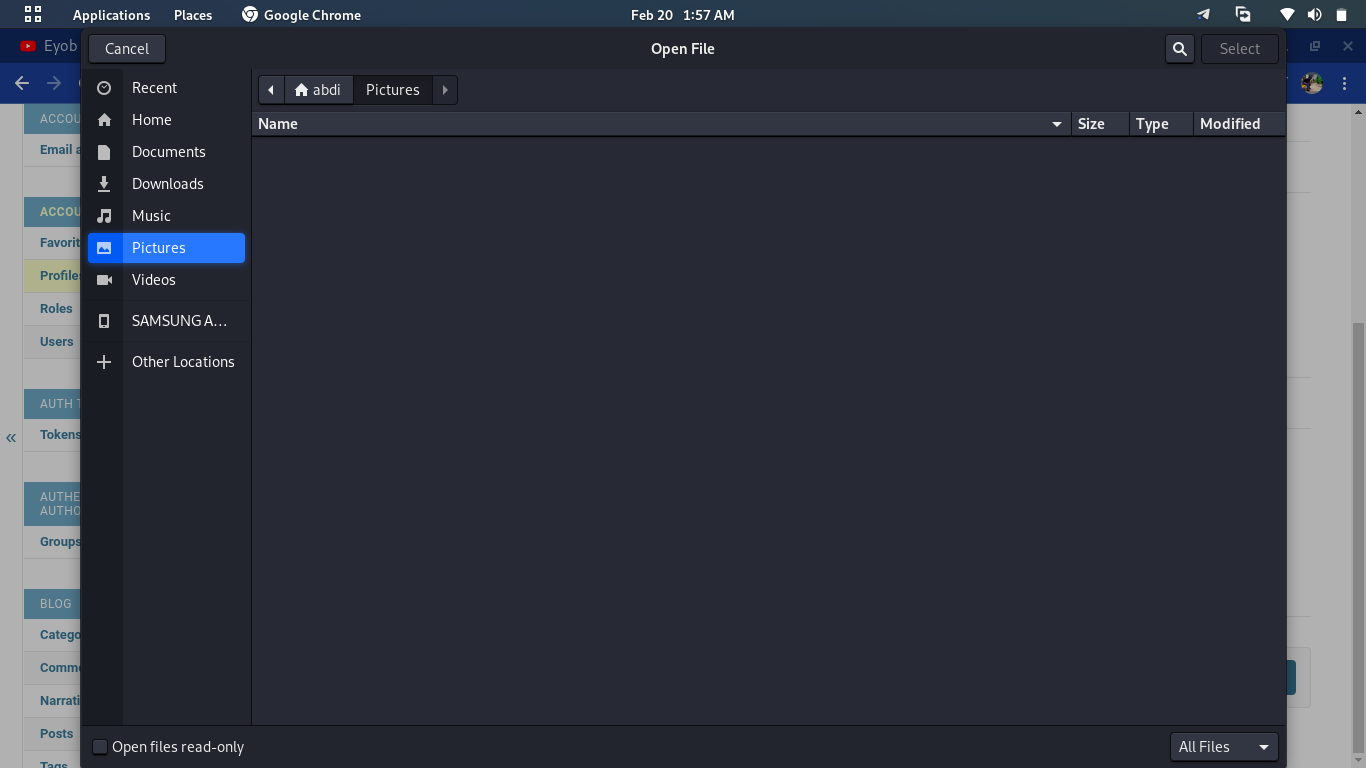 Applications Places Google Chrome Feb 20 1:57 AM
Eyob
Cancel Open File Select
Recent
Home
Documents
Downloads
Music
Pictures
Videos
SAMSUNG A...
Other Locations
abdi Pictures
Name Size Type Modified
ACCOU
Email a
ACCOU
Favorit
Profiles
Roles
Users
AUTH T
Tokens
«
AUTHE
AUTHO
Groups
BLOG
Catego
Comme
Narrati
Posts
Tags
Open files read-only All Files